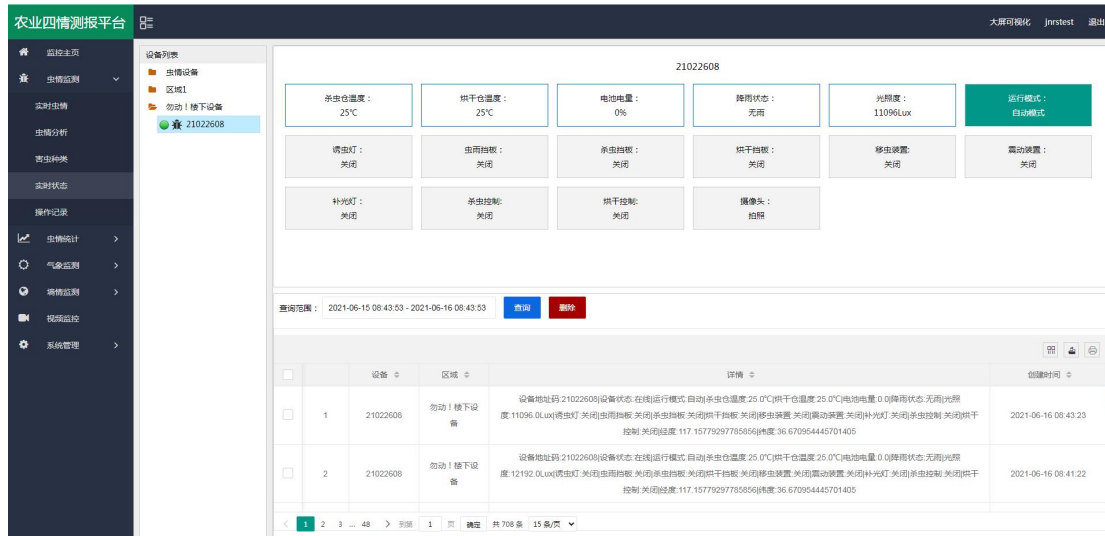 农业四情测报平台
大屏可视化 jnrstest 退出
监控主页
虫情监测
实时虫情
虫情分析
害虫种类
实时状态
操作记录
虫情统计
气象监测
墒情监测
视频监控
系统管理
设备列表
虫情设备
区域1
勿动！楼下设备
21022608
21022608
杀虫仓温度：
25℃
烘干仓温度：
25℃
电池电量：
0%
降雨状态：
无雨
光照度：
11096Lux
运行模式：
自动模式
诱虫灯：
关闭
虫雨挡板：
关闭
杀虫挡板：
关闭
烘干挡板：
关闭
移虫装置:
关闭
震动装置：
关闭
补光灯：
关闭
杀虫控制:
关闭
烘干控制:
关闭
摄像头：
拍照
查询范围： 2021-06-15 08:43:53 - 2021-06-16 08:43:53 查询 删除
设备 区域 详情 创建时间
1 21022608
勿动！楼下设
备
设备地址码:21022608|设备状态:在线|运行模式:自动|杀虫仓温度:25.0℃|烘干仓温度:25.0℃|电池电量:0.0|降雨状态:无雨|光照
度:11096.0Lux|诱虫灯:关闭|虫雨挡板:关闭|杀虫挡板:关闭|烘干挡板:关闭|移虫装置:关闭|震动装置:关闭|补光灯:关闭|杀虫控制:关闭|烘干
控制:关闭|经度:117.15779297785856|纬度:36.670954445701405
2021-06-16 08:43:23
2 21022608
勿动！楼下设
备
设备地址码:21022608|设备状态:在线|运行模式:自动|杀虫仓温度:25.0℃|烘干仓温度:25.0℃|电池电量:0.0|降雨状态:无雨|光照
度:12192.0Lux|诱虫灯:关闭|虫雨挡板:关闭|杀虫挡板:关闭|烘干挡板:关闭|移虫装置:关闭|震动装置:关闭|补光灯:关闭|杀虫控制:关闭|烘干
控制:关闭|经度:117.15779297785856|纬度:36.670954445701405
2021-06-16 08:41:22
1 2 3 ... 48 到第 1 页 确定 共 708 条 15 条/页